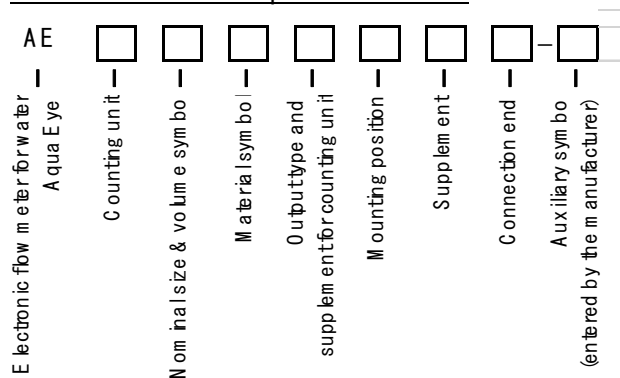 AE
–
Electronic flow meter for water
Aqua Eye
Counting unit
Nominal size & volume symbol
Material symbol
Output type and
supplement for counting unit
Mounting position
Supplement
Connection end
Auxiliary symbol
(entered by the manufacturer)